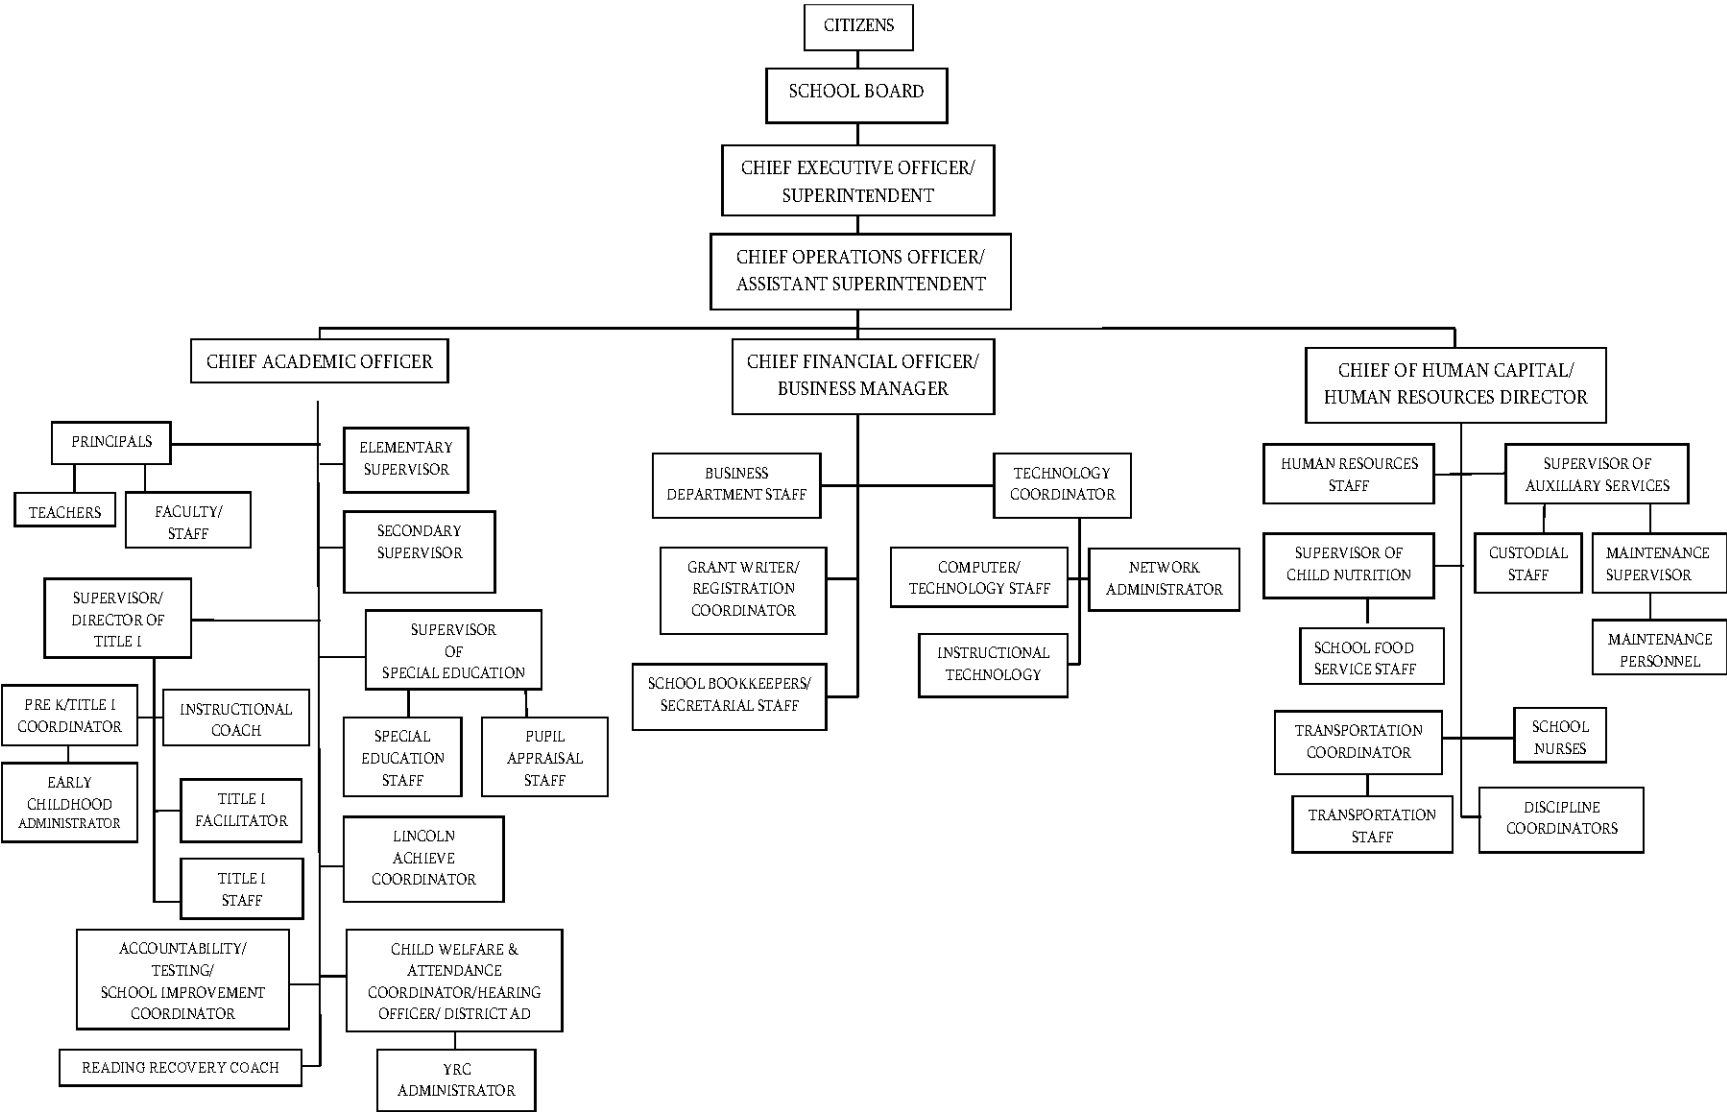 CITIZENS
SCHOOL BOARD
CHIEF EXECUTIVE OFFICER/
SUPERINTENDENT
CHIEF OPERATIONS OFFICER/
ASSISTANT SUPERINTENDENT
CHIEF ACADEMIC OFFICER
PRINCIPALS
TEACHERS
FACULTY/
STAFF
ELEMENTARY
SUPERVISOR
SECONDARY
SUPERVISOR
SUPERVISOR/
DIRECTOR OF
TITLE I
PRE K/TITLE I
COORDINATOR
INSTRUCTIONAL
COACH
EARLY
CHILDHOOD
ADMINISTRATOR
TITLE I
FACILITATOR
TITLE I
STAFF
SUPERVISOR
OF
SPECIAL EDUCATION
SPECIAL
EDUCATION
STAFF
PUPIL
APPRAISAL
STAFF
LINCOLN
ACHIEVE
COORDINATOR
ACCOUNTABILITY/
TESTING/
SCHOOL IMPROVEMENT
COORDINATOR
CHILD WELFARE &
ATTENDANCE
COORDINATOR/HEARING
OFFICER/ DISTRICT AD
READING RECOVERY COACH
YRC
ADMINISTRATOR
CHIEF FINANCIAL OFFICER/
BUSINESS MANAGER
BUSINESS
DEPARTMENT STAFF
TECHNOLOGY
COORDINATOR
GRANT WRITER/
REGISTRATION
COORDINATOR
COMPUTER/
TECHNOLOGY STAFF
NETWORK
ADMINISTRATOR
INSTRUCTIONAL
TECHNOLOGY
SCHOOL BOOKKEEPERS/
SECRETARIAL STAFF
CHIEF OF HUMAN CAPITAL/
HUMAN RESOURCES DIRECTOR
HUMAN RESOURCES
STAFF
SUPERVISOR OF
AUXILIARY SERVICES
SUPERVISOR OF
CHILD NUTRITION
CUSTODIAL
STAFF
MAINTENANCE
SUPERVISOR
SCHOOL FOOD
SERVICE STAFF
MAINTENANCE
PERSONNEL
TRANSPORTATION
COORDINATOR
SCHOOL
NURSES
TRANSPORTATION
STAFF
DISCIPLINE
COORDINATORS